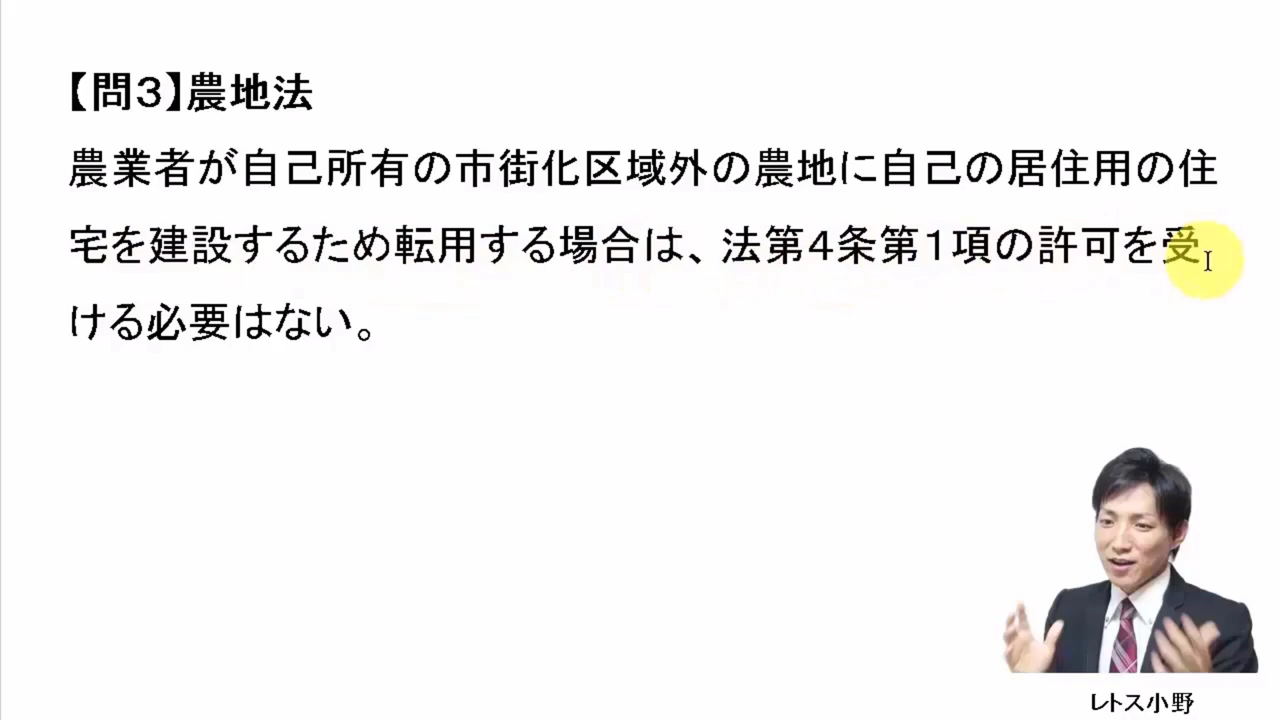 【問３】農地法
農業者が自己所有の市街化区域外の農地に自己の居住用の住
宅を建設するため転用する場合は、法第４条第１項の許可を受
ける必要はない。
レトス小野